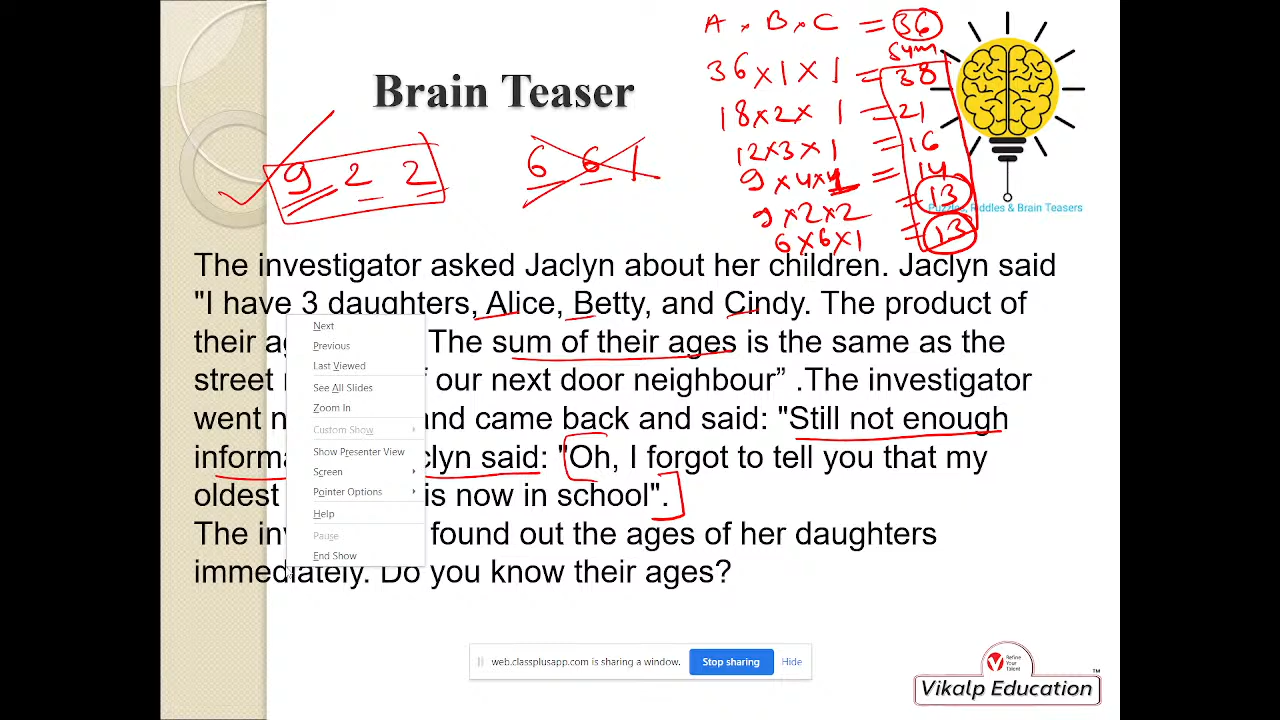 A × B × C = 36
sum
36 × 1 × 1 = 38
18 × 2 × 1 = 21
12 × 3 × 1 = 16
9 × 4 × 1 = 14
9 × 2 × 2 = 13
6 × 6 × 1 = 13
Brain Teaser
9 2 2
6 6 1
Puzzles, Riddles & Brain Teasers
The investigator asked Jaclyn about her children. Jaclyn said
"I have 3 daughters, Alice, Betty, and Cindy. The product of
their The sum of their ages is the same as the
street of our next door neighbour” .The investigator
went and came back and said: "Still not enough
said: "Oh, I forgot to tell you that my
oldest is now in school".
The found out the ages of her daughters
immediately. Do you know their ages?
Next
Previous
Last Viewed
See All Slides
Zoom In
Custom Show
Show Presenter View
Screen
Pointer Options
Help
Pause
End Show
web.classplusapp.com is sharing a window.
Stop sharing
Hide
Refine
Your
Talent
Vikalp Education
TM